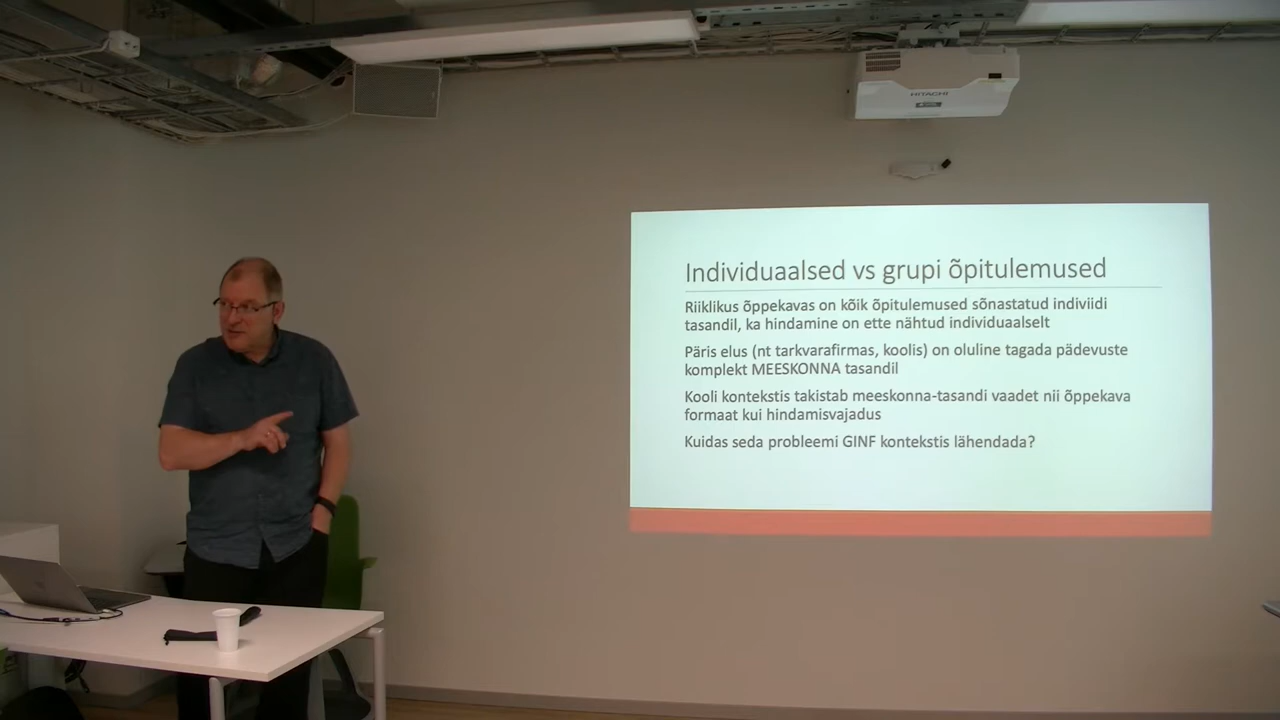 HITACHI
Individuaalsed vs grupi õpitulemused
Riiklikus õppekavas on kõik õpitulemused sõnastatud indiviidi
tasandil, ka hindamine on ette nähtud individuaalselt
Päris elus (nt tarkvarafirmas, koolis) on oluline tagada pädevuste
komplekt MEESKONNA tasandil
Kooli kontekstis takistab meeskonna-tasandi vaadet nii õppekava
formaat kui hindamisvajadus
Kuidas seda probleemi GINF kontekstis lähendada?